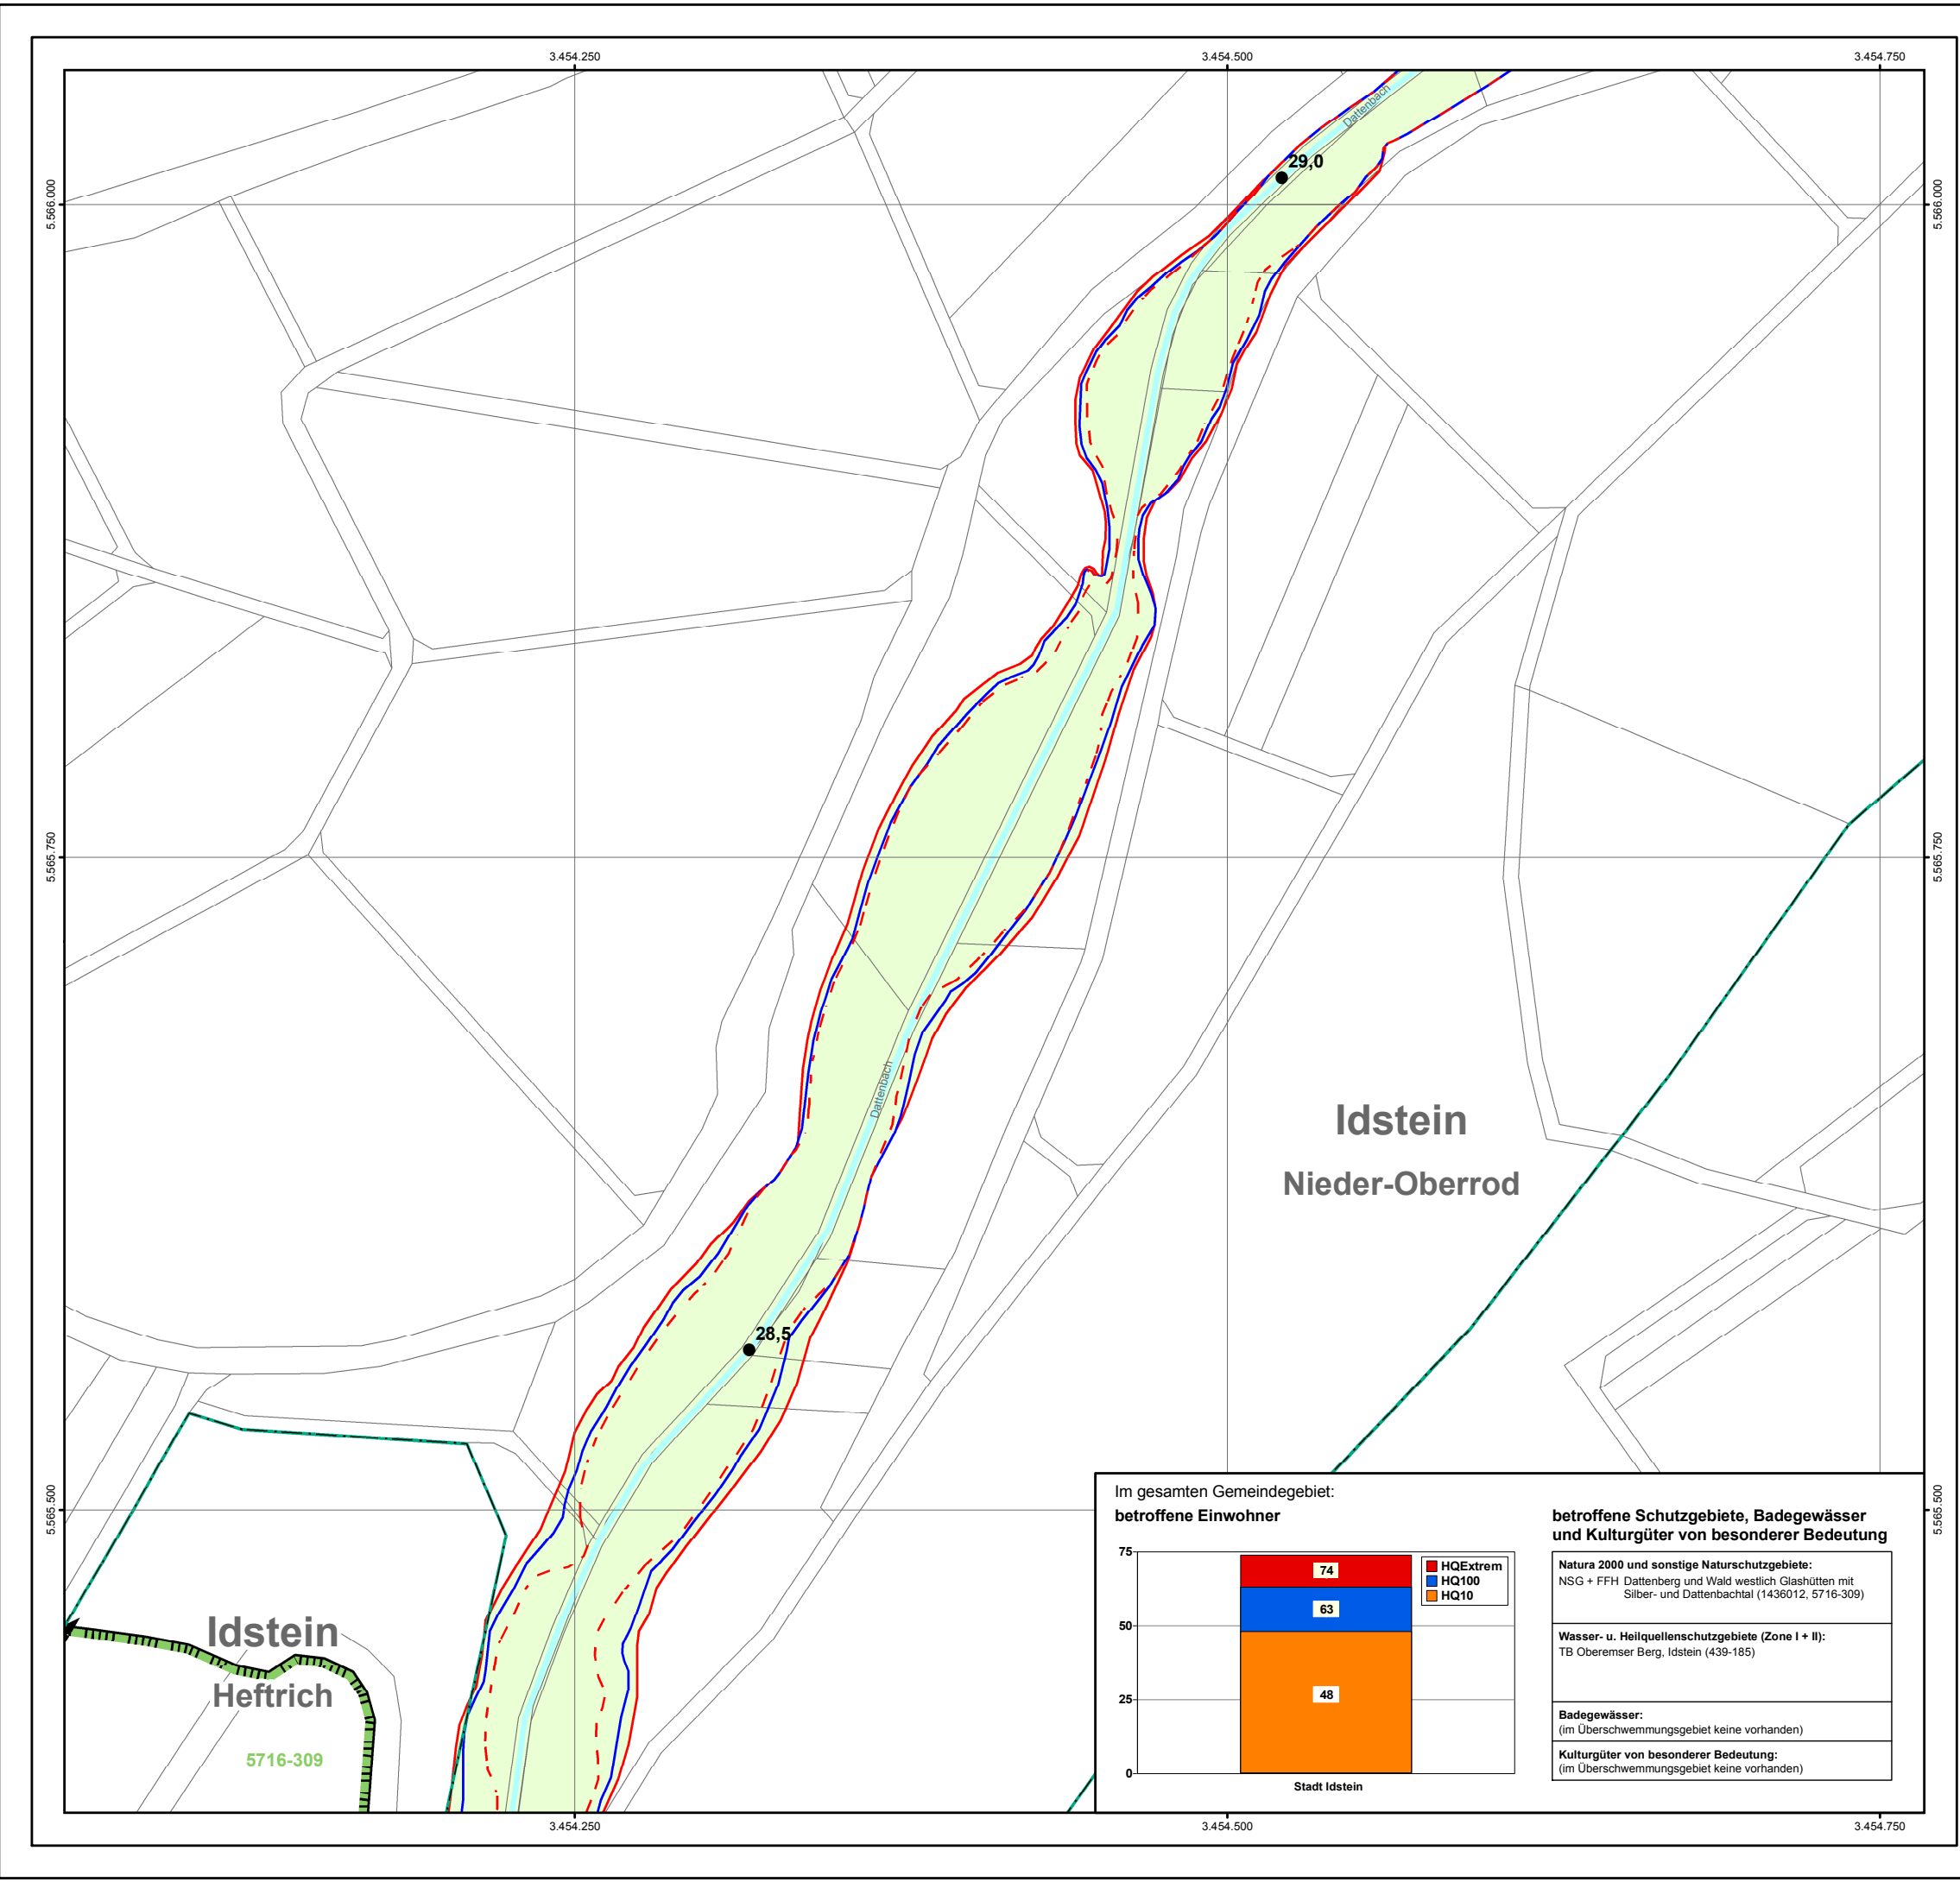 3.454.250
3.454.500
3.454.750
Dattenbach
29,0
5.566.000
5.566.000
5.565.750
5.565.750
Dattenbach
Idstein
Nieder-Oberrod
28,5
5.565.500
5.565.500
Idstein
Heftrich
5716-309
Im gesamten Gemeindegebiet:
betroffene Einwohner
75
50
25
0
74
63
48
HQExtrem
HQ100
HQ10
Stadt Idstein
betroffene Schutzgebiete, Badegewässer
und Kulturgüter von besonderer Bedeutung
Natura 2000 und sonstige Naturschutzgebiete:
NSG + FFH Dattenberg und Wald westlich Glashütten mit
Silber- und Dattenbachtal (1436012, 5716-309)
Wasser- u. Heilquellenschutzgebiete (Zone I + II):
TB Oberemser Berg, Idstein (439-185)
Badegewässer:
(im Überschwemmungsgebiet keine vorhanden)
Kulturgüter von besonderer Bedeutung:
(im Überschwemmungsgebiet keine vorhanden)
3.454.250
3.454.500
3.454.750